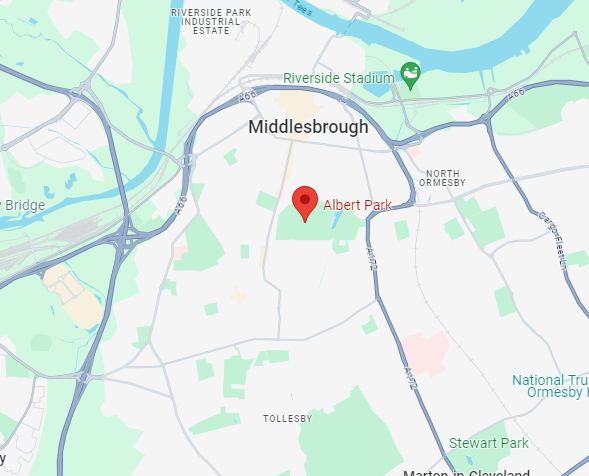 RIVERSIDE PARK
INDUSTRIAL
ESTATE
Tees
Riverside Stadium
A66
A66
Middlesbrough
NORTH
ORMESBY
Albert Park
A66
Bridge
Cargo Fleet Ln
A172
A172
National Tru
Ormesby H
TOLLESBY
Stewart Park
Marton-in-Cleveland